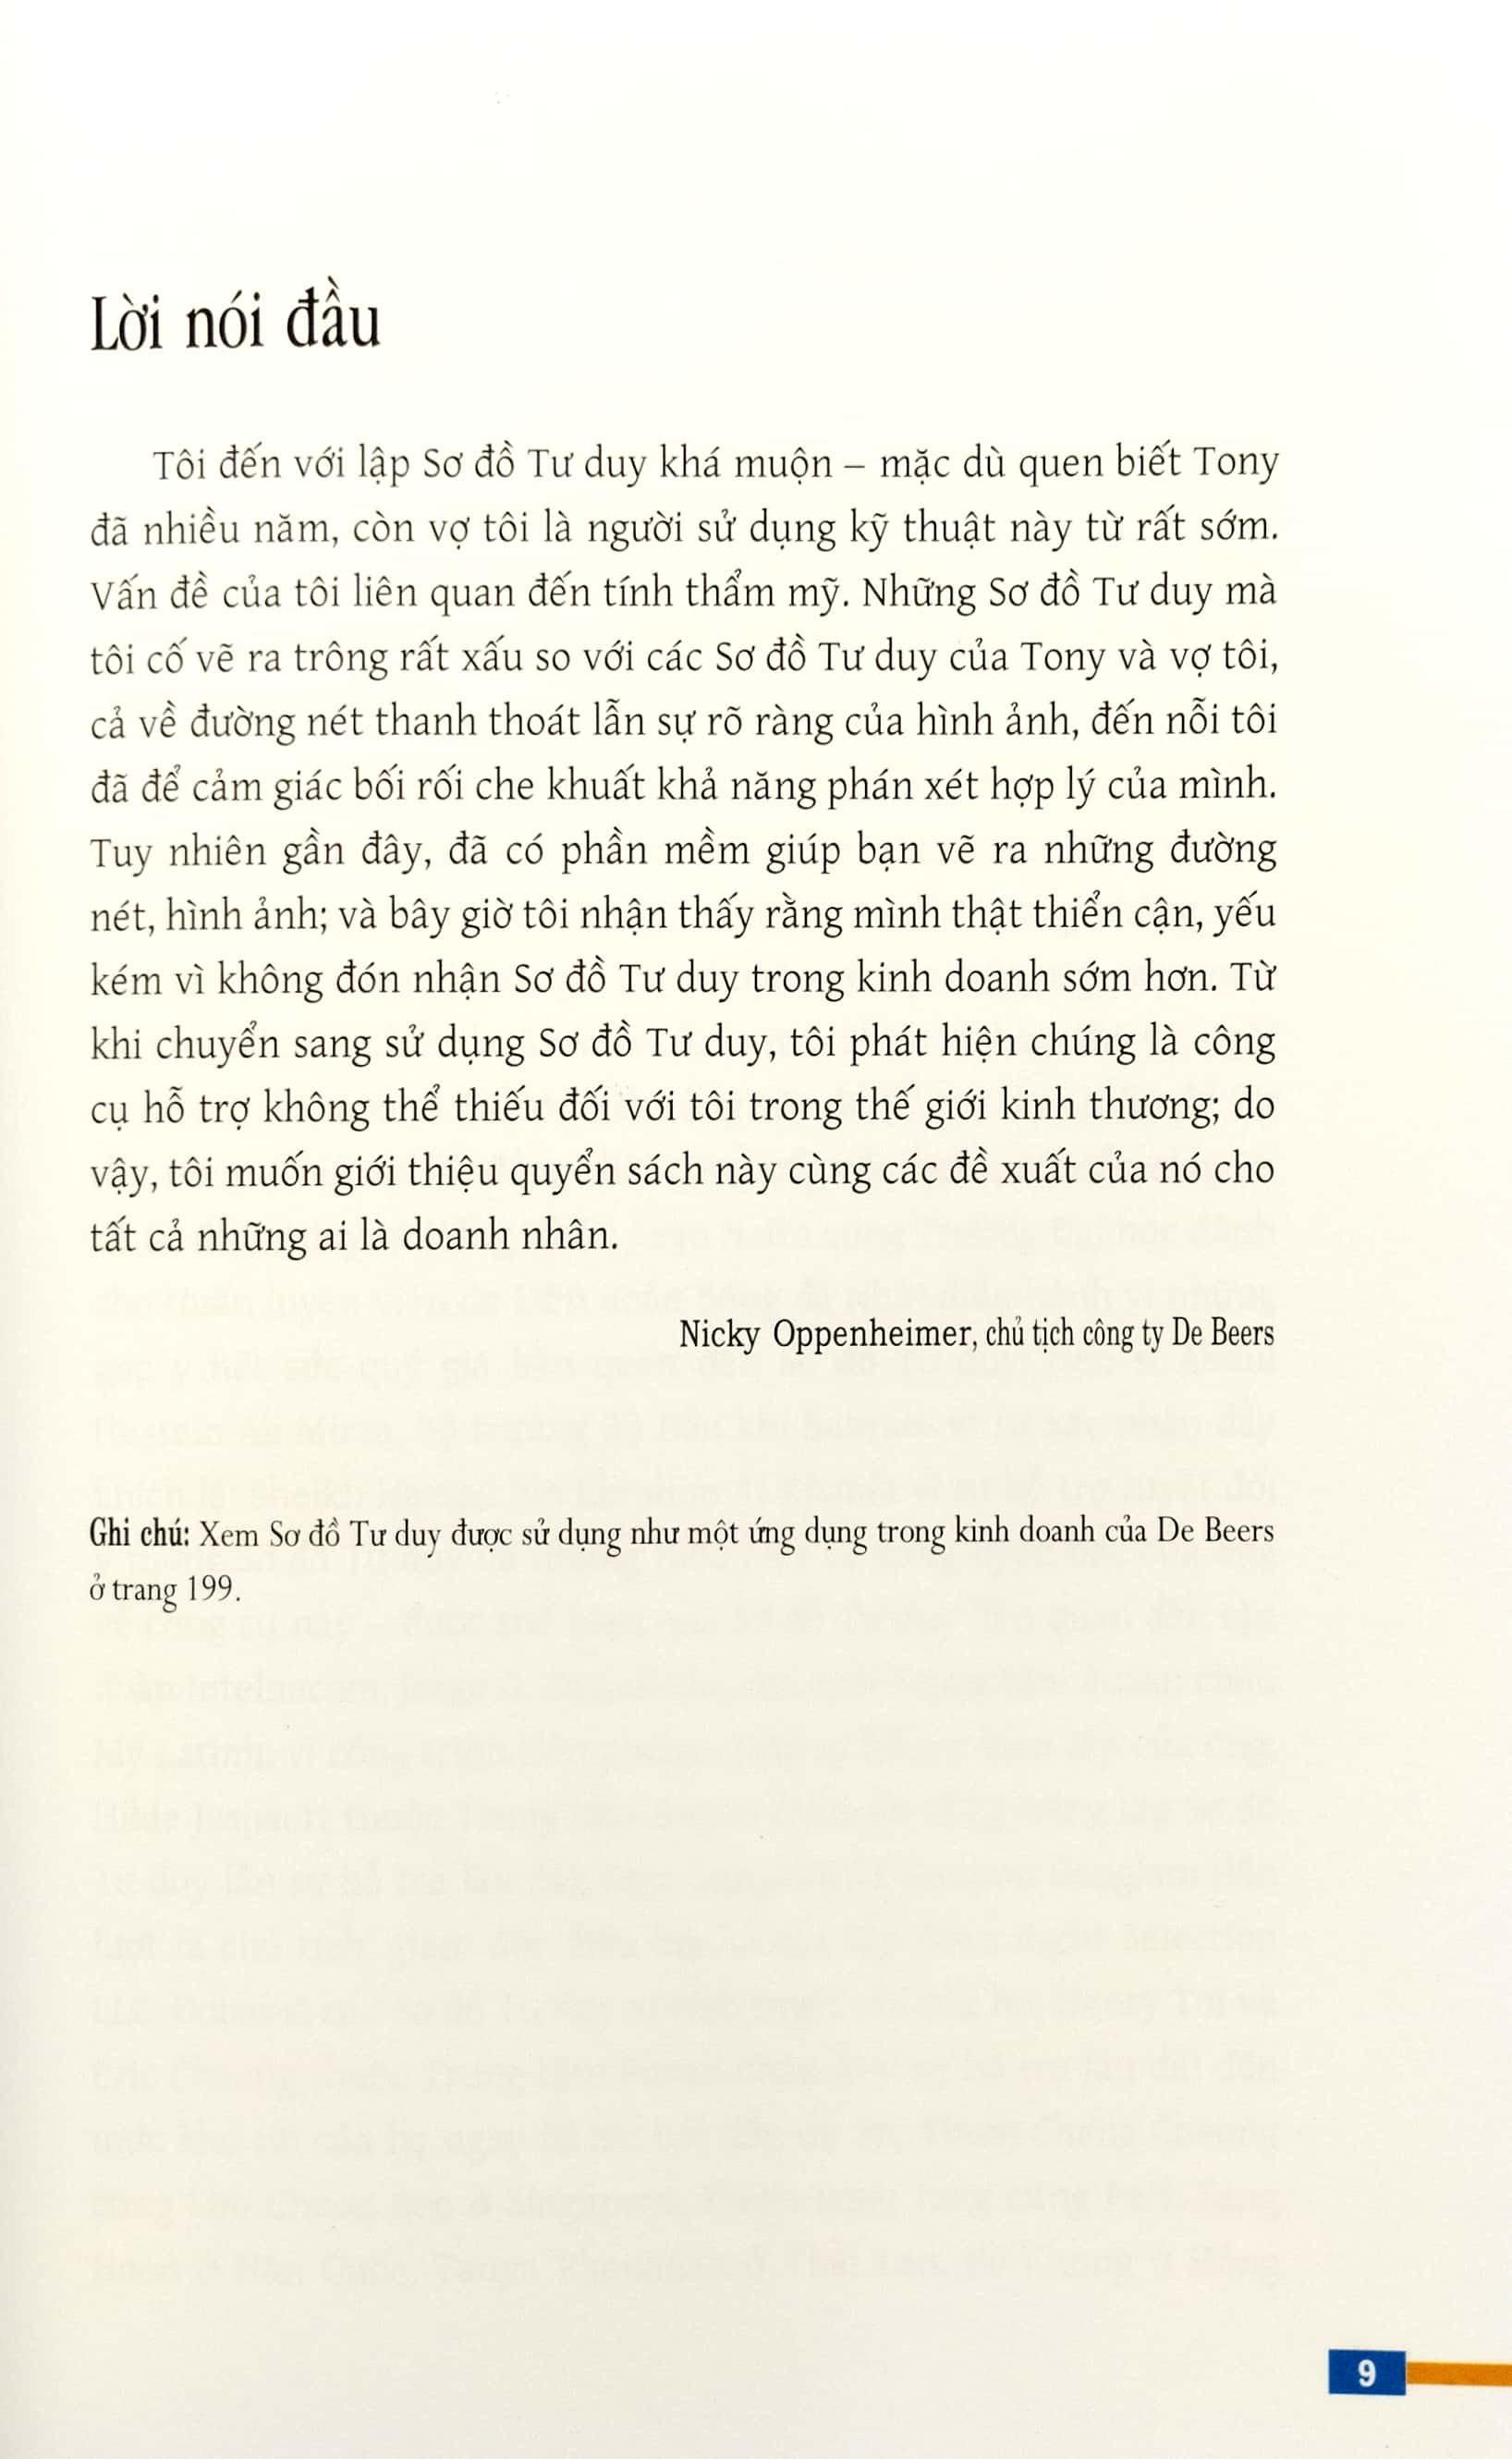 Lời nói đầu
Tôi đến với lập Sơ đồ Tư duy khá muộn – mặc dù quen biết Tony
đã nhiều năm, còn vợ tôi là người sử dụng kỹ thuật này từ rất sớm.
Vấn đề của tôi liên quan đến tính thẩm mỹ. Những Sơ đồ Tư duy mà
tôi cố vẽ ra trông rất xấu so với các Sơ đồ Tư duy của Tony và vợ tôi,
cả về đường nét thanh thoát lẫn sự rõ ràng của hình ảnh, đến nỗi tôi
đã để cảm giác bối rối che khuất khả năng phán xét hợp lý của mình.
Tuy nhiên gần đây, đã có phần mềm giúp bạn vẽ ra những đường
nét, hình ảnh; và bây giờ tôi nhận thấy rằng mình thật thiển cận, yếu
kém vì không đón nhận Sơ đồ Tư duy trong kinh doanh sớm hơn. Từ
khi chuyển sang sử dụng Sơ đồ Tư duy, tôi phát hiện chúng là công
cụ hỗ trợ không thể thiếu đối với tôi trong thế giới kinh thương; do
vậy, tôi muốn giới thiệu quyển sách này cùng các đề xuất của nó cho
tất cả những ai là doanh nhân.
Nicky Oppenheimer, chủ tịch công ty De Beers
Ghi chú: Xem Sơ đồ Tư duy được sử dụng như một ứng dụng trong kinh doanh của De Beers
ở trang 199.
9